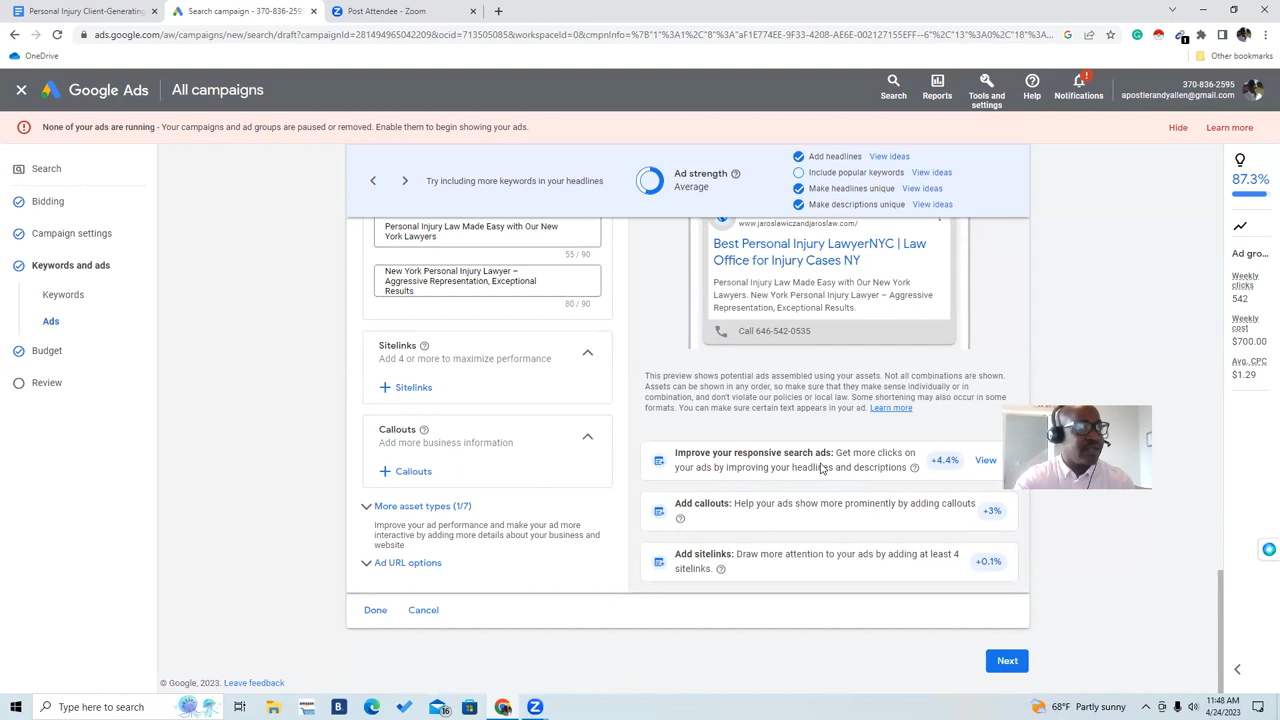 Personal Injury Client-Generating
Search campaign - 370-836-2595
Post Attendee - Zoom
ads.google.com/aw/campaigns/new/search/draft?campaignId=281494965042209&ocid=713505085&workspaceId=0&cmpnInfo=%7B"1"%3A1%2C"8"%3A"aF1E774EE-9F33-4208-AE6E-002127155EFF--6"%2C"13"%3A0%2C"18"%3A...
OneDrive
Other bookmarks
Google Ads
All campaigns
Search
Reports
Tools and
settings
Help
Notifications
370-836-2595
apostlerandyallen@gmail.com
None of your ads are running - Your campaigns and ad groups are paused or removed. Enable them to begin showing your ads.
Hide
Learn more
Search
Bidding
Campaign settings
Keywords and ads
Keywords
Ads
Budget
Review
Try including more keywords in your headlines
Ad strength
Average
Add headlines View ideas
Include popular keywords View ideas
Make headlines unique View ideas
Make descriptions unique View ideas
Personal Injury Law Made Easy with Our New
York Lawyers
55 / 90
New York Personal Injury Lawyer –
Aggressive Representation, Exceptional
Results
80 / 90
Sitelinks
Add 4 or more to maximize performance
Sitelinks
Callouts
Add more business information
Callouts
More asset types (1/7)
Improve your ad performance and make your ad more
interactive by adding more details about your business and
website
Ad URL options
Done
Cancel
www.jaroslawiczandjaroslaw.com/
Best Personal Injury LawyerNYC | Law
Office for Injury Cases NY
Personal Injury Law Made Easy with Our New York
Lawyers. New York Personal Injury Lawyer – Aggressive
Representation, Exceptional Results.
Call 646-542-0535
This preview shows potential ads assembled using your assets. Not all combinations are shown.
Assets can be shown in any order, so make sure that they make sense individually or in
combination, and don't violate our policies or local law. Some shortening may also occur in some
formats. You can make sure certain text appears in your ad. Learn more
Improve your responsive search ads: Get more clicks on
your ads by improving your headlines and descriptions
+4.4%
View
Add callouts: Help your ads show more prominently by adding callouts
+3%
Add sitelinks: Draw more attention to your ads by adding at least 4
sitelinks.
+0.1%
Next
87.3%
Ad gro...
Weekly
clicks
542
Weekly
cost
$700.00
Avg. CPC
$1.29
© Google, 2023. Leave feedback
Type here to search
amazon
B
16
68°F Partly sunny
11:48 AM
4/24/2023